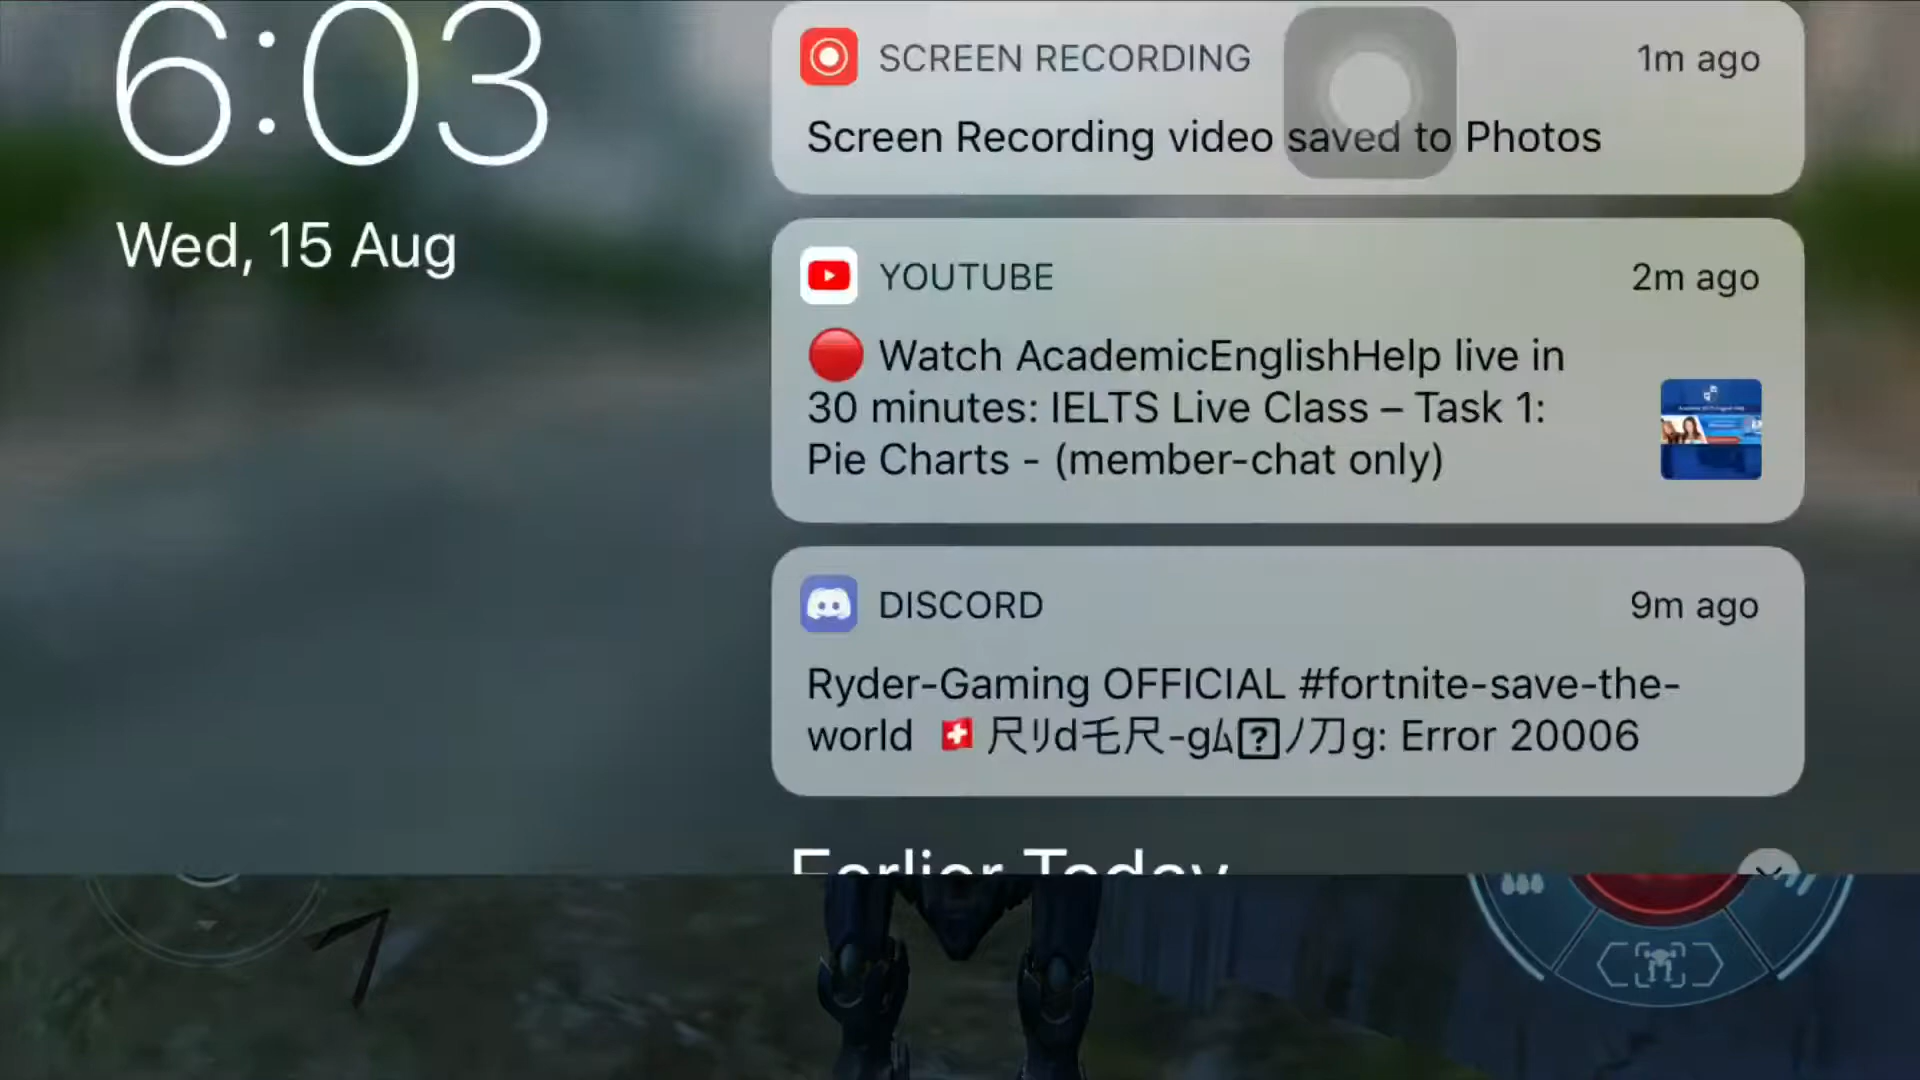 6:03
Wed, 15 Aug
SCREEN RECORDING
1m ago
Screen Recording video saved to Photos
YOUTUBE
2m ago
🔴 Watch AcademicEnglishHelp live in
30 minutes: IELTS Live Class – Task 1:
Pie Charts - (member-chat only)
DISCORD
9m ago
Ryder-Gaming OFFICIAL #fortnite-save-the-
world 🇨🇭尺リd乇尺-gム⍰ノ刀g: Error 20006
Earlier Today